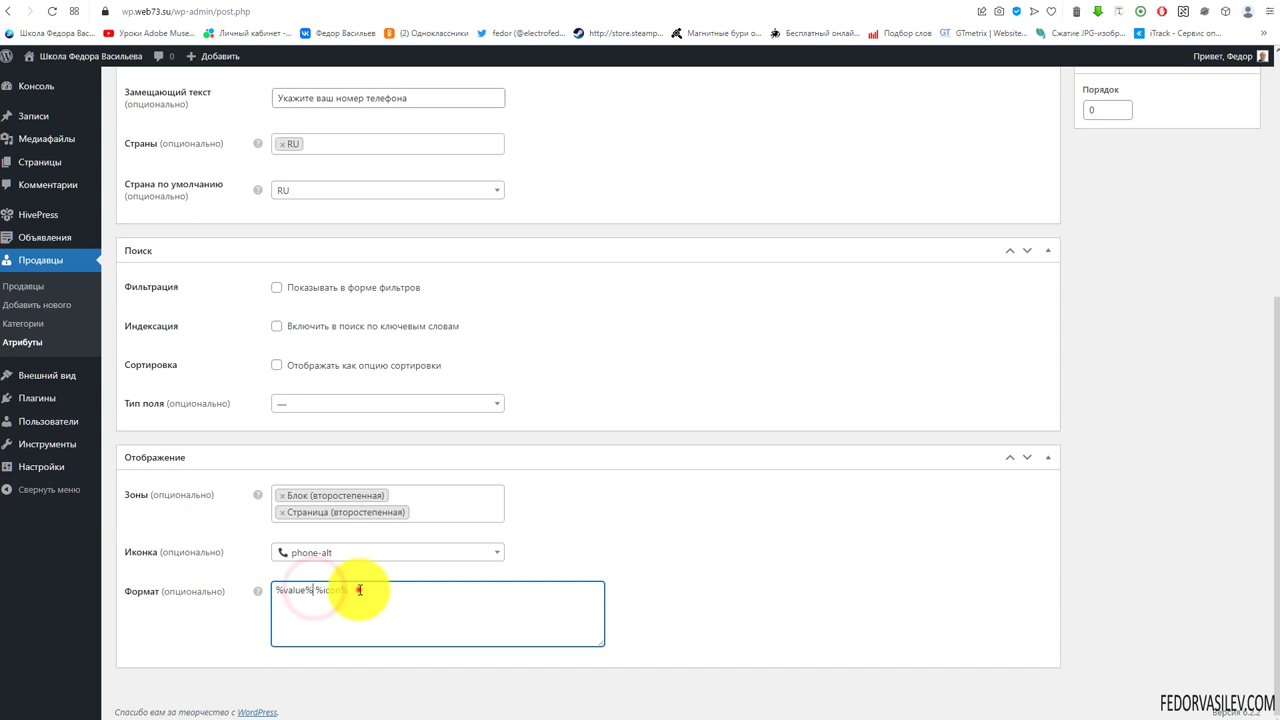 wp.web73.su/wp-admin/post.php
Школа Федора Вас...
Уроки Adobe Muse...
Личный кабинет -...
Федор Васильев
(2) Одноклассники
fedor (@electrofed...
http://store.steamp...
Магнитные бури о...
Бесплатный онлай...
Подбор слов
GT
GTmetrix | Website...
Сжатие JPG-изобр...
iTrack - Сервис оп...
Школа Федора Васильева
0
Добавить
Привет, Федор
Консоль
Записи
Медиафайлы
Страницы
Комментарии
HivePress
Объявления
Продавцы
Продавцы
Добавить нового
Категории
Атрибуты
Внешний вид
Плагины
Пользователи
Инструменты
Настройки
Свернуть меню
Замещающий текст
(опционально)
Укажите ваш номер телефона
Страны (опционально)
× RU
Страна по умолчанию
(опционально)
RU
Порядок
0
Поиск
Фильтрация
Показывать в форме фильтров
Индексация
Включить в поиск по ключевым словам
Сортировка
Отображать как опцию сортировки
Тип поля (опционально)
—
Отображение
Зоны (опционально)
× Блок (второстепенная)
× Страница (второстепенная)
Иконка (опционально)
phone-alt
Формат (опционально)
%value% %icon%
Спасибо вам за творчество с WordPress.
FEDORVASILEV.COM
Версия 6.2.2